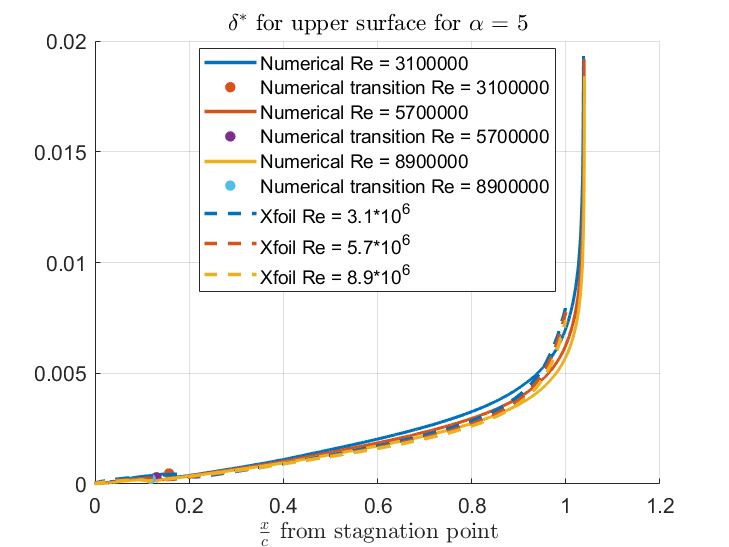 δ* for upper surface for α = 5
0.02
0.015
0.01
0.005
0
Numerical Re = 3100000
Numerical transition Re = 3100000
Numerical Re = 5700000
Numerical transition Re = 5700000
Numerical Re = 8900000
Numerical transition Re = 8900000
Xfoil Re = 3.1*10^6
Xfoil Re = 5.7*10^6
Xfoil Re = 8.9*10^6
0 0.2 0.4 0.6 0.8 1 1.2
x/c from stagnation point